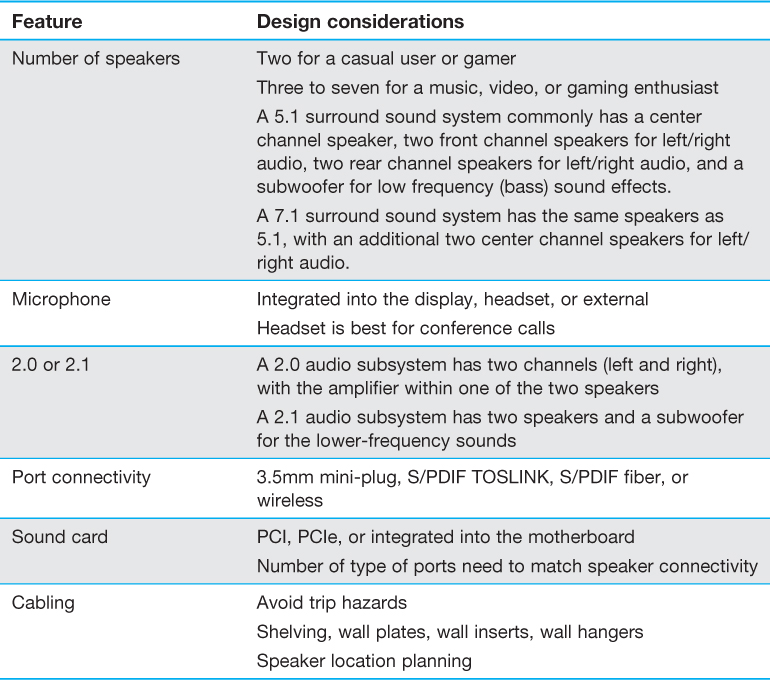 Feature Design considerations
Number of speakers Two for a casual user or gamer
Three to seven for a music, video, or gaming enthusiast
A 5.1 surround sound system commonly has a center
channel speaker, two front channel speakers for left/right
audio, two rear channel speakers for left/right audio, and a
subwoofer for low frequency (bass) sound effects.
A 7.1 surround sound system has the same speakers as
5.1, with an additional two center channel speakers for left/
right audio.
Microphone Integrated into the display, headset, or external
Headset is best for conference calls
2.0 or 2.1 A 2.0 audio subsystem has two channels (left and right),
with the amplifier within one of the two speakers
A 2.1 audio subsystem has two speakers and a subwoofer
for the lower-frequency sounds
Port connectivity 3.5mm mini-plug, S/PDIF TOSLINK, S/PDIF fiber, or
wireless
Sound card PCI, PCIe, or integrated into the motherboard
Number of type of ports need to match speaker connectivity
Cabling Avoid trip hazards
Shelving, wall plates, wall inserts, wall hangers
Speaker location planning